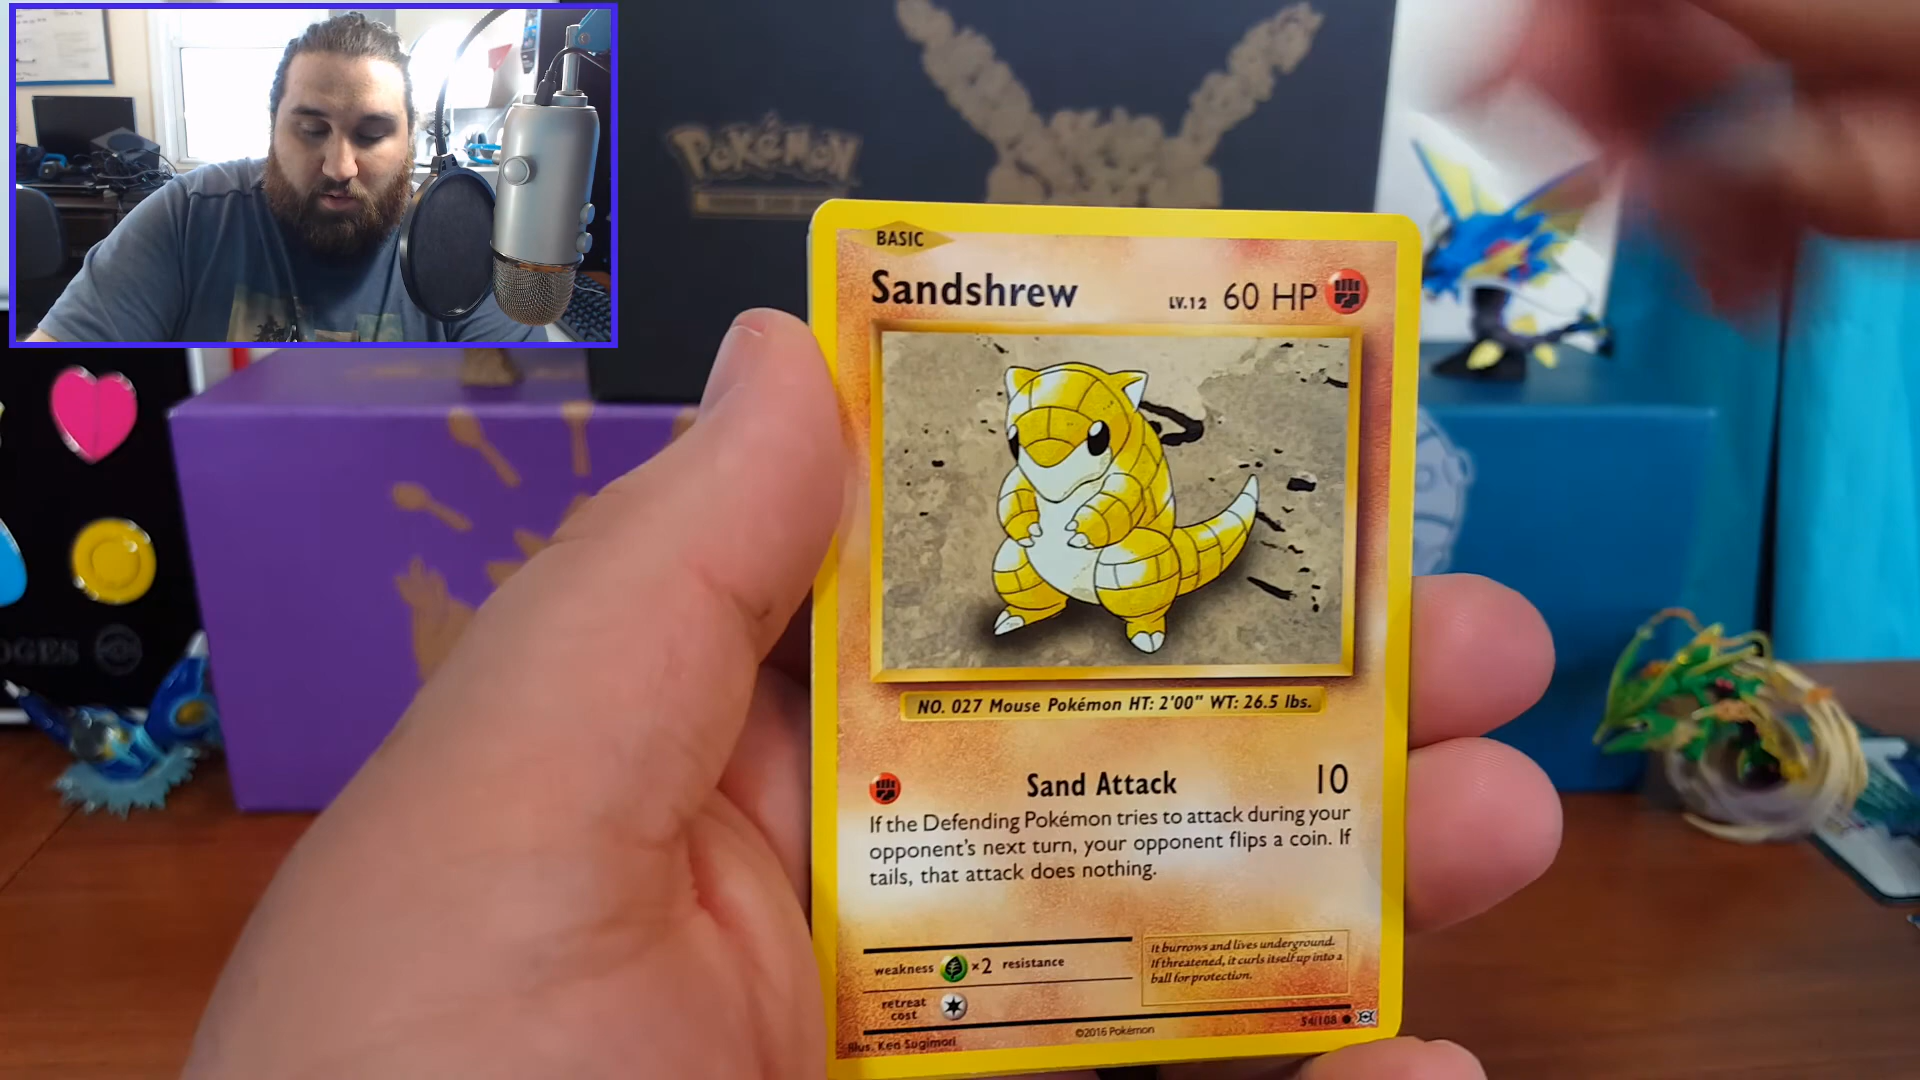 Pokémon
BASIC
Sandshrew LV.12 60 HP
NO. 027 Mouse Pokémon HT: 2'00" WT: 26.5 lbs.
Sand Attack 10
If the Defending Pokémon tries to attack during your
opponent's next turn, your opponent flips a coin. If
tails, that attack does nothing.
It burrows and lives underground.
If threatened, it curls itself up into a
ball for protection.
weakness ×2 resistance
retreat
cost
54/108
©2016 Pokémon
Illus. Ken Sugimori